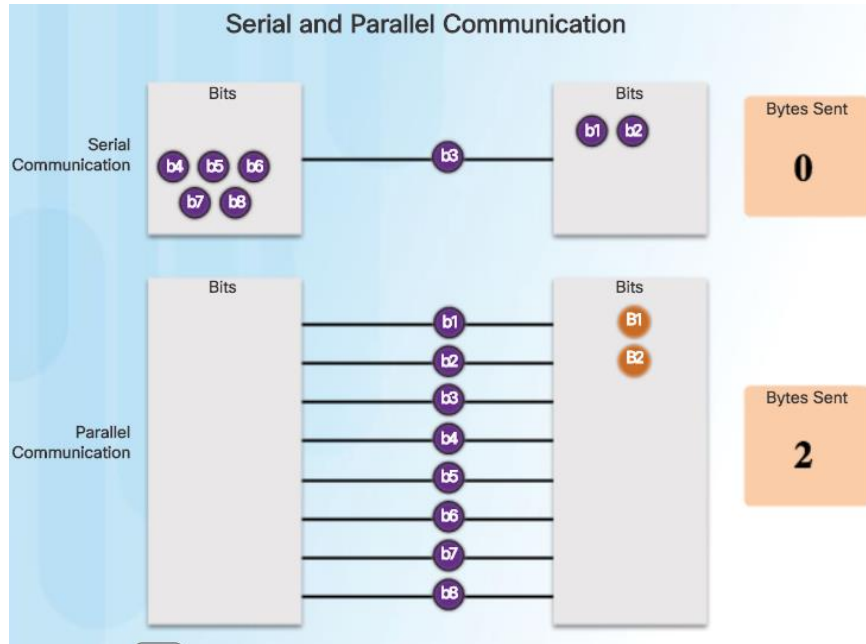 Serial and Parallel Communication
Bits
Bits
Bytes Sent
Serial
Communication
b4 b5 b6
b7 b8
b3
b1 b2
0
Bits
Bits
Bytes Sent
Parallel
Communication
b1
b2
b3
b4
b5
b6
b7
b8
B1
B2
2